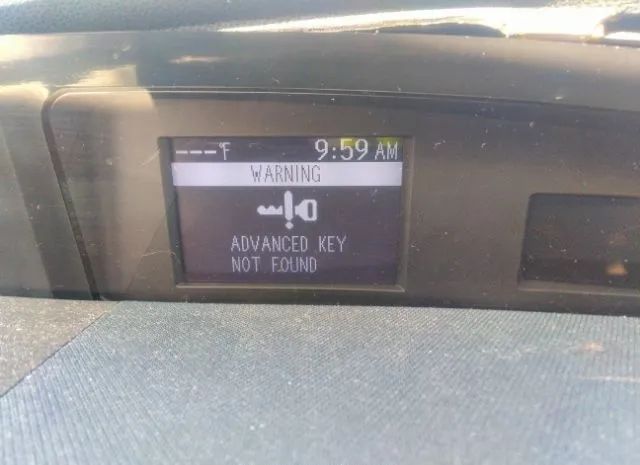 ---°F 9:59 AM
WARNING
ADVANCED KEY
NOT FOUND